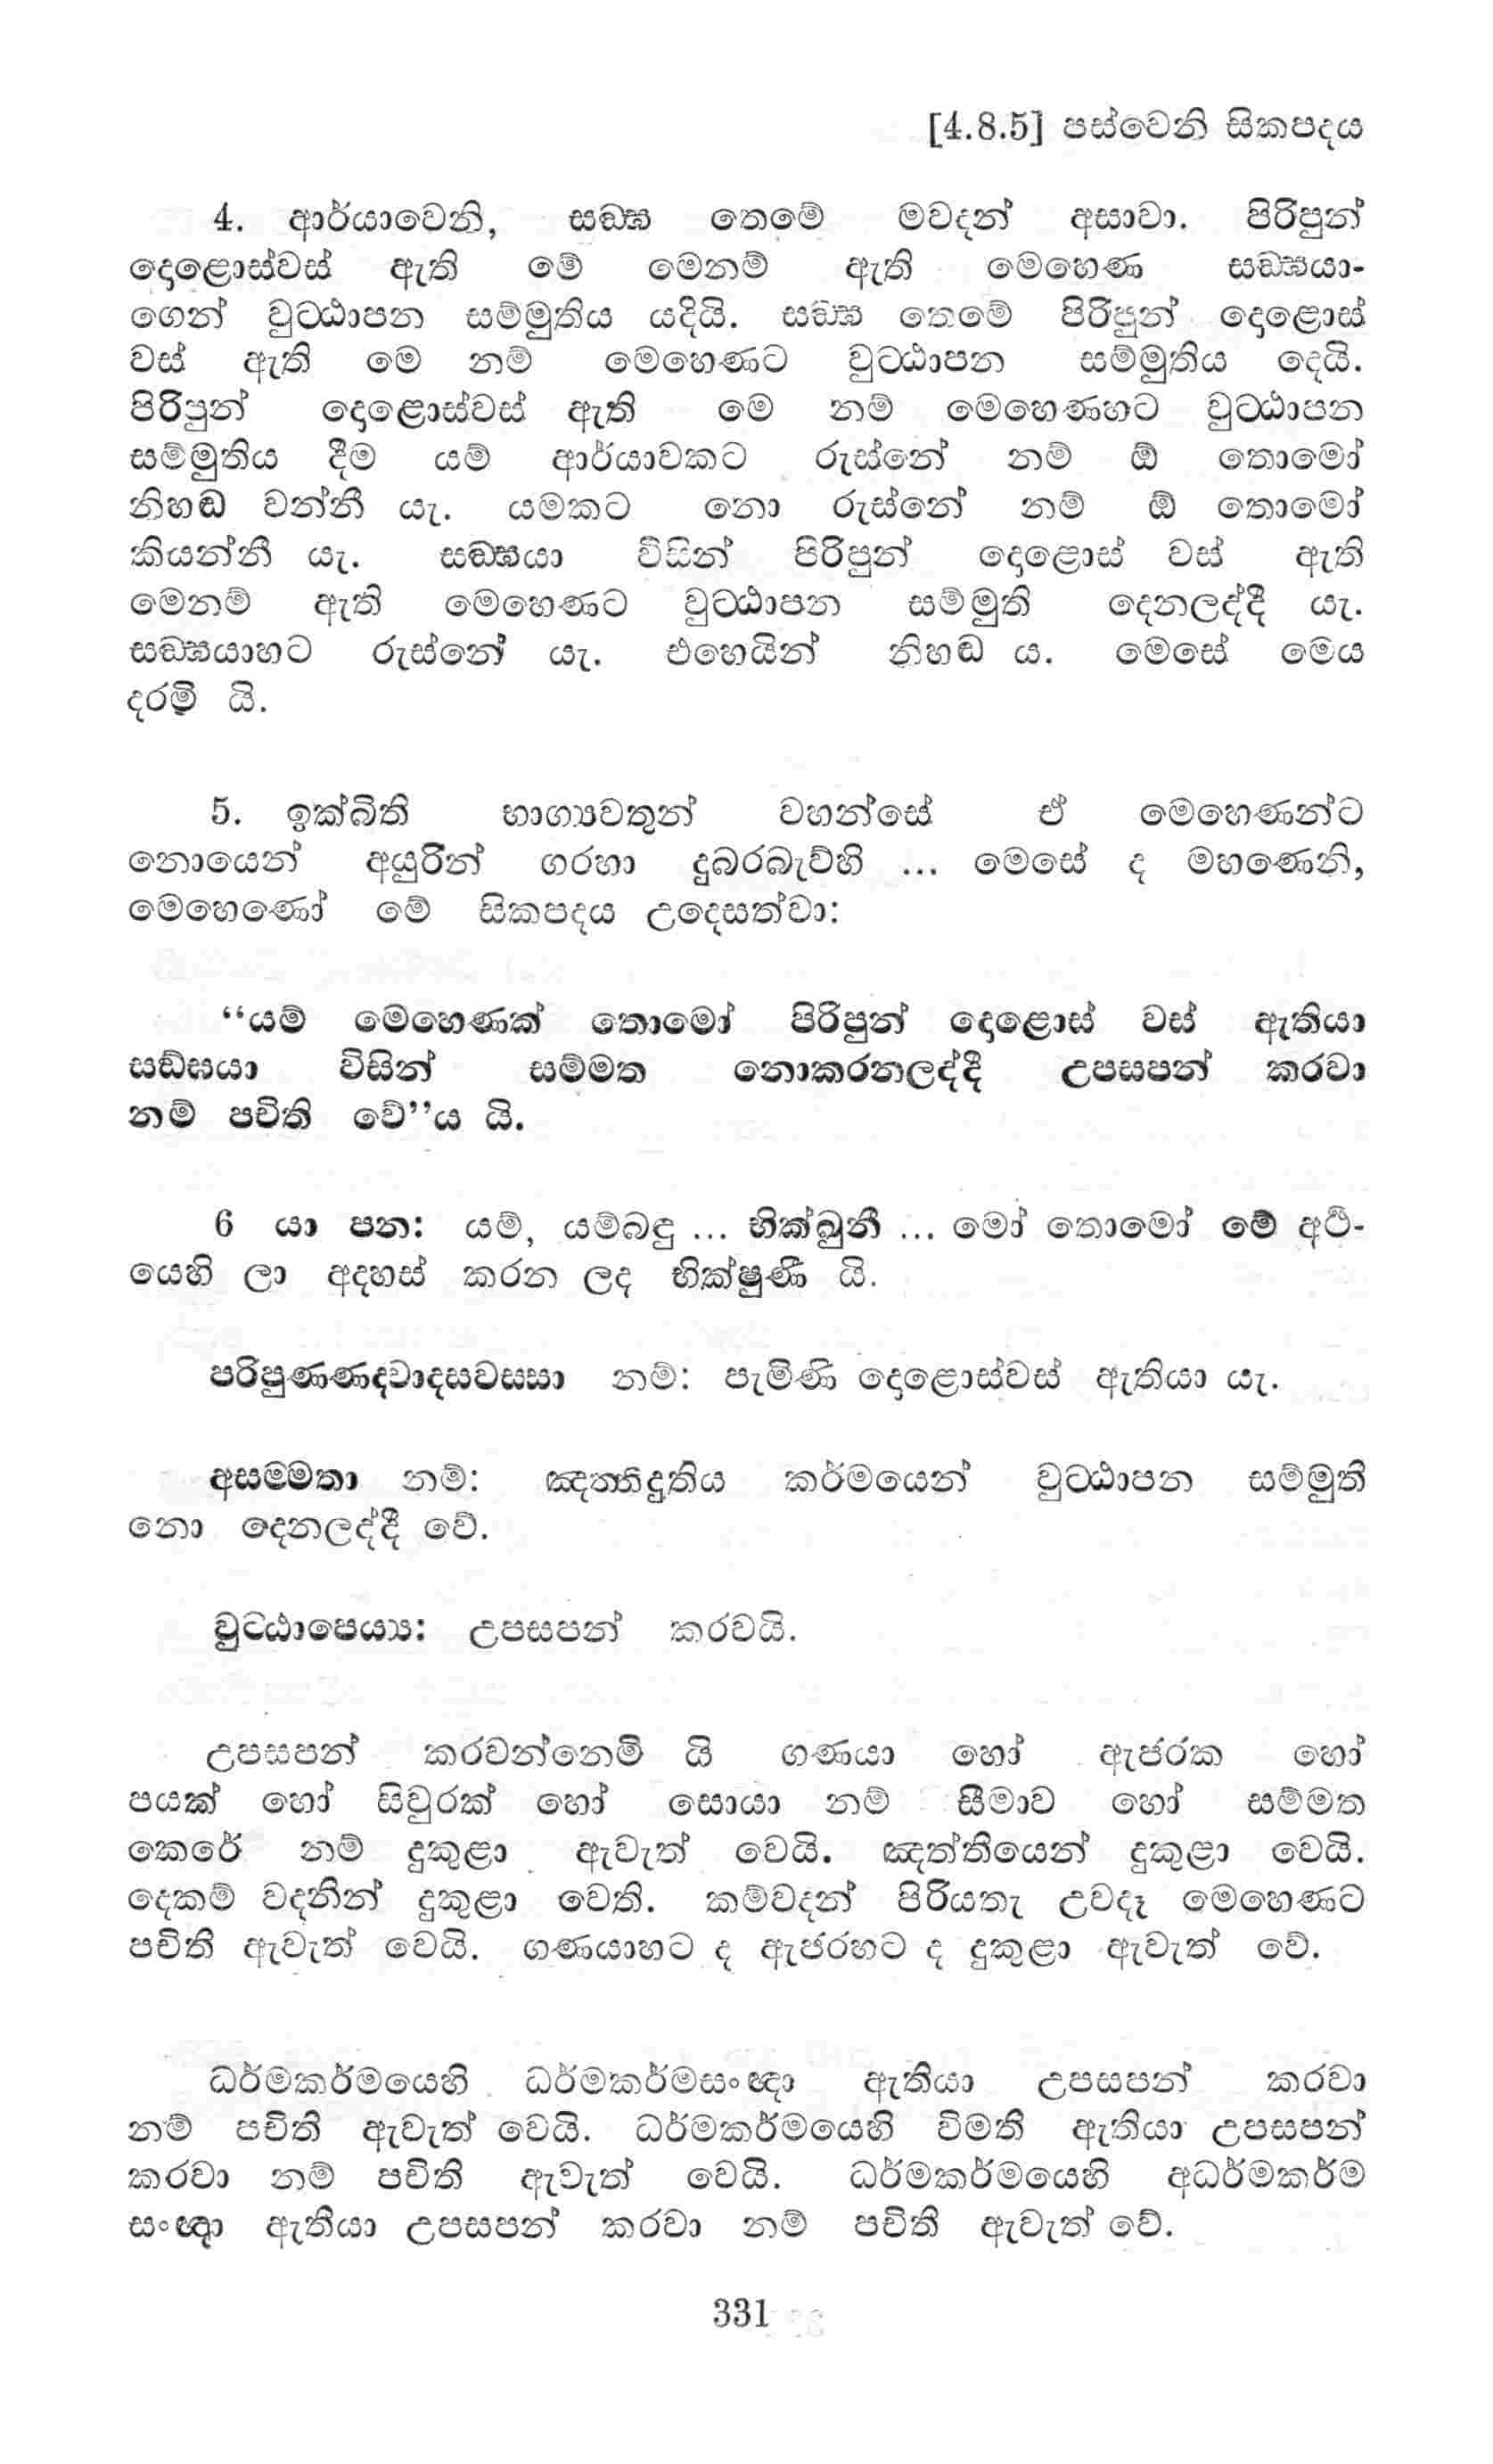 [4.8.5] පස්වෙනි සිකපදය
4. ආර්යාවෙනි, සඞ්ඝ තෙමේ මවදන් අසාවා. පිරිපුන්
දොළොස්වස් ඇති මේ මෙනම් ඇති මෙහෙණ සඞ්ඝයා-
ගෙන් වුට්ඨාපන සම්මුතිය යදියි. සඞ්ඝ තෙමේ පිරිපුන් දොළොස්
වස් ඇති මෙ නම් මෙහෙණට වුට්ඨාපන සම්මුතිය දෙයි.
පිරිපුන් දොළොස්වස් ඇති මෙ නම් මෙහෙණහට වුට්ඨාපන
සම්මුතිය දීම යම් ආර්යාවකට රුස්නේ නම් ඕ තොමෝ
නිහඬ වන්නී යැ. යමකට නො රුස්නේ නම් ඕ තොමෝ
කියන්නී යැ. සඞ්ඝයා විසින් පිරිපුන් දොළොස් වස් ඇති
මෙනම් ඇති මෙහෙණට වුට්ඨාපන සම්මුති දෙනලද්දී යැ.
සඞ්ඝයාහට රුස්නේ යැ. එහෙයින් නිහඬ ය. මෙසේ මෙය
දරමි යි.
5. ඉක්බිති භාග්‍යවතුන් වහන්සේ ඒ මෙහෙණන්ට
නොයෙන් අයුරින් ගරහා දුබරබැව්හි ... මෙසේ ද මහණෙනි,
මෙහෙණෝ මේ සිකපදය උදෙසත්වා:
“යම් මෙහෙණක් තොමෝ පිරිපුන් දොළොස් වස් ඇතියා
සඞ්ඝයා විසින් සම්මත නොකරනලද්දී උපසපන් කරවා
නම් පචිති වේ”ය යි.
6 යා පන: යම්, යම්බඳු ... භික්ඛුනී ... මෝ තොමෝ මේ අර්ථ-
යෙහි ලා අදහස් කරන ලද භික්ෂුණී යි.
පරිපුණණදවාදසවසසා නම්: පැමිණි දොළොස්වස් ඇතියා යැ.
අසමමතා නම්: ඤත්තිදුතිය කර්මයෙන් වුට්ඨාපන සම්මුති
නො දෙනලද්දී වේ.
වුට්ඨාපෙය්‍ය: උපසපන් කරවයි.
උපසපන් කරවන්නෙමි යි ගණයා හෝ ඇජරක හෝ
පයක් හෝ සිවුරක් හෝ සොයා නම් සීමාව හෝ සම්මත
කෙරේ නම් දුකුළා ඇවැත් වෙයි. ඤත්තියෙන් දුකුළා වෙයි.
දෙකම් වදනින් දුකුළා වෙති. කම්වදන් පිරියතැ උවදෑ මෙහෙණට
පචිති ඇවැත් වෙයි. ගණයාහට ද ඇජරහට ද දුකුළා ඇවැත් වේ.
ධර්මකර්මයෙහි ධර්මකර්මසංඥා ඇතියා උපසපන් කරවා
නම් පචිති ඇවැත් වෙයි. ධර්මකර්මයෙහි විමති ඇතියා උපසපන්
කරවා නම් පචිති ඇවැත් වෙයි. ධර්මකර්මයෙහි අධර්මකර්ම
සංඥා ඇතියා උපසපන් කරවා නම් පචිති ඇවැත් වේ.
331